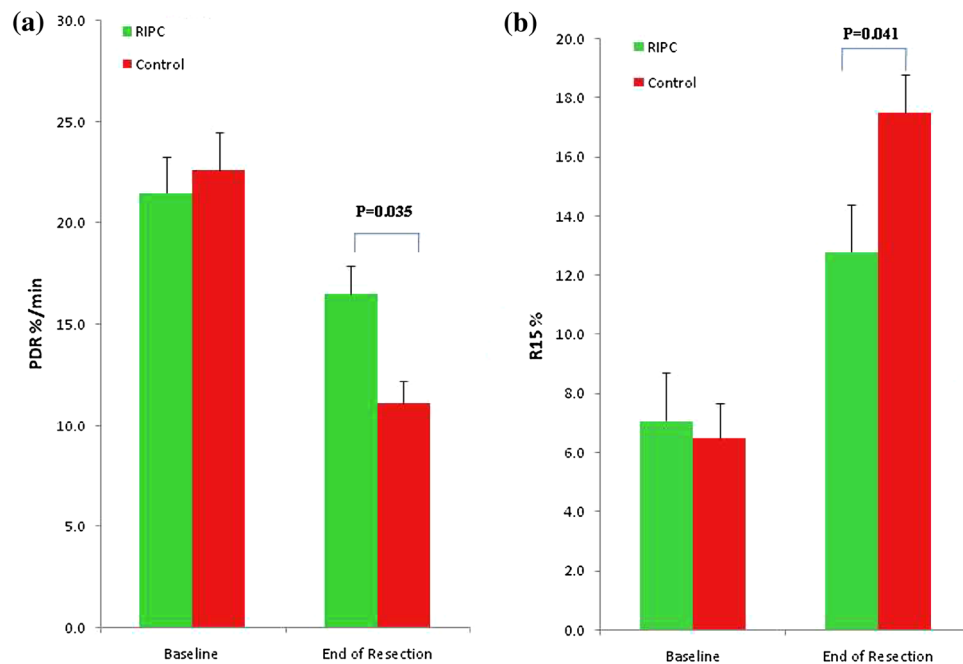 (a)
RIPC
Control
P=0.035
PDR %/min
30.0
25.0
20.0
15.0
10.0
5.0
0.0
Baseline
End of Resection
(b)
RIPC
Control
P=0.041
R15 %
20.0
18.0
16.0
14.0
12.0
10.0
8.0
6.0
4.0
2.0
0.0
Baseline
End of Resection